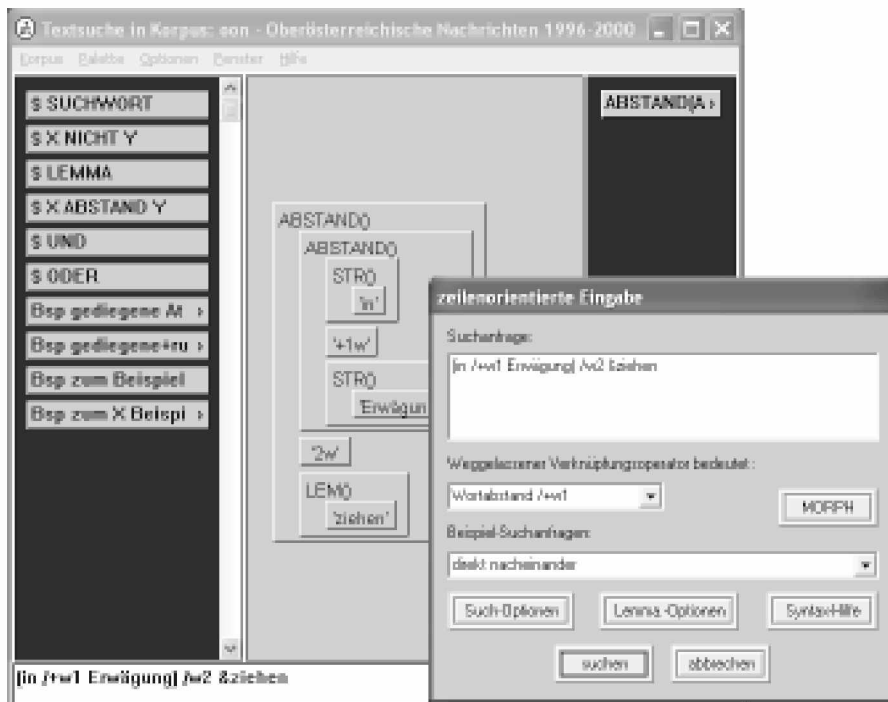 Textsuche in Korpus: oon - Oberösterreichische Nachrichten 1996-2000
Korpus Palette Optionen Fenster Hilfe
$ SUCHWORT
$ X NICHT Y
$ LEMMA
$ X ABSTAND Y
$ UND
$ ODER
Bsp gediegene At ›
Bsp gediegene+ru ›
Bsp zum Beispiel
Bsp zum X Beispi ›
ABSTAND()
ABSTAND()
STR()
'in'
'+1w'
STR()
'Erwägun
'2w'
LEM()
'ziehen'
ABSTAND(A ›
zeilenorientierte Eingabe
Suchanfrage:
(in /+w1 Erwägung) /w2 &ziehen
Weggelassener Verknüpfungsoperator bedeutet:
Wortabstand /+w1
MORPH
Beispiel-Suchanfragen:
direkt nacheinander
Such-Optionen
Lemma-Optionen
Syntax-Hilfe
suchen
abbrechen
(in /+w1 Erwägung) /w2 &ziehen